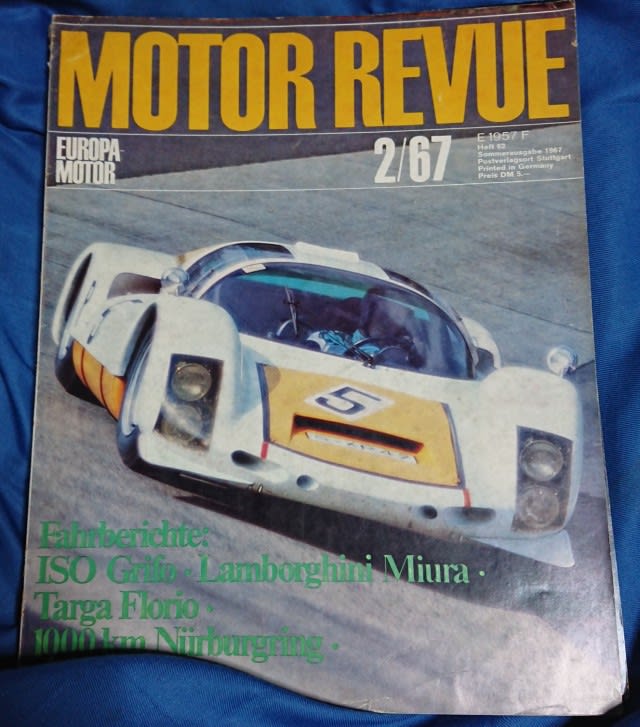 MOTOR REVUE
EUROPA-
MOTOR
2/67
E 1957 F
Heft 62
Sommerausgabe 1967
Postverlagsort Stuttgart
Printed in Germany
Preis DM 5.—
5
Fahrberichte:
ISO Grifo · Lamborghini Miura ·
Targa Florio ·
1000 km Nürburgring ·